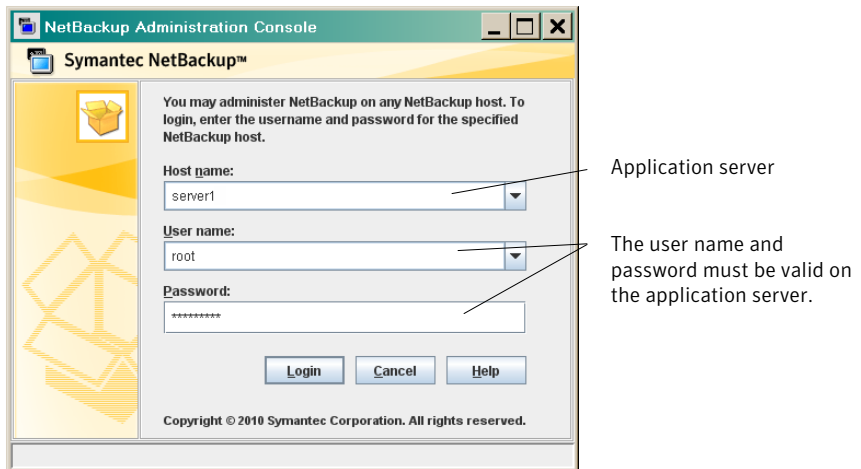 NetBackup Administration Console
Symantec NetBackup™
You may administer NetBackup on any NetBackup host. To
login, enter the username and password for the specified
NetBackup host.
Host name:
server1
Application server
User name:
root
The user name and
password must be valid on
the application server.
Password:
*********
Login Cancel Help
Copyright © 2010 Symantec Corporation. All rights reserved.